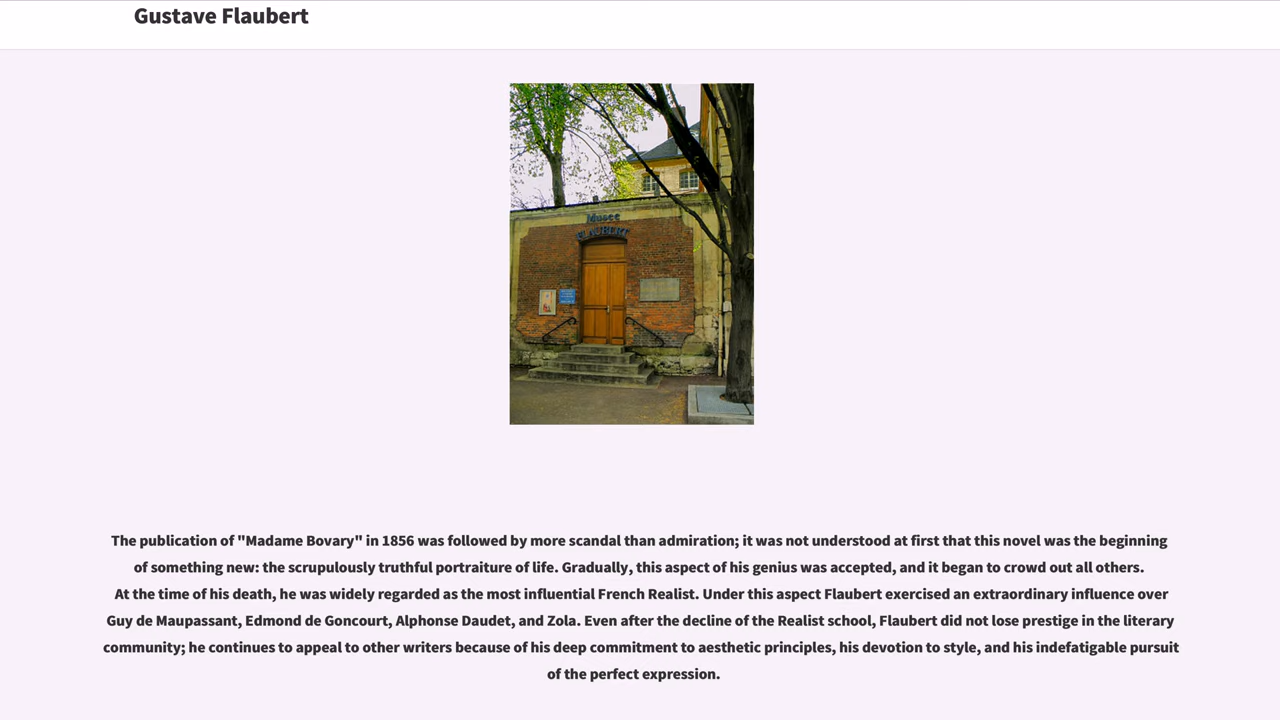 Gustave Flaubert
Musee
FLAUBERT
The publication of "Madame Bovary" in 1856 was followed by more scandal than admiration; it was not understood at first that this novel was the beginning
of something new: the scrupulously truthful portraiture of life. Gradually, this aspect of his genius was accepted, and it began to crowd out all others.
At the time of his death, he was widely regarded as the most influential French Realist. Under this aspect Flaubert exercised an extraordinary influence over
Guy de Maupassant, Edmond de Goncourt, Alphonse Daudet, and Zola. Even after the decline of the Realist school, Flaubert did not lose prestige in the literary
community; he continues to appeal to other writers because of his deep commitment to aesthetic principles, his devotion to style, and his indefatigable pursuit
of the perfect expression.